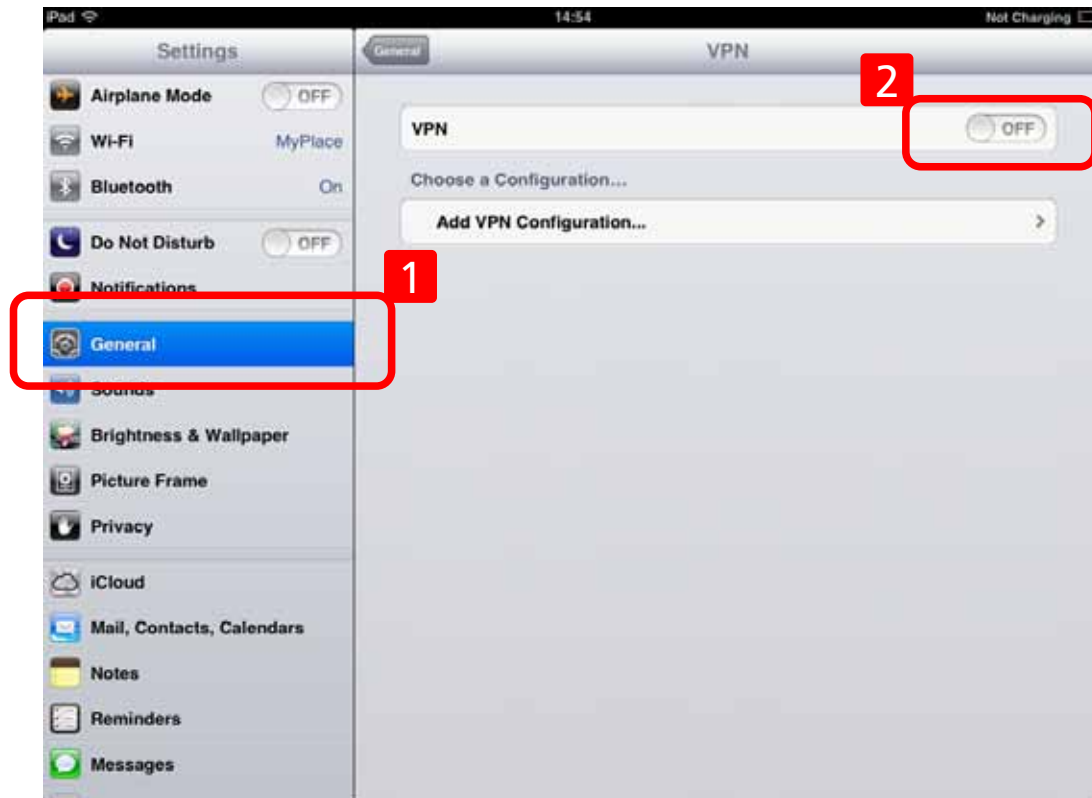 iPad 14:54 Not Charging
Settings General VPN
2
Airplane Mode OFF
Wi-Fi MyPlace
Bluetooth On
Do Not Disturb OFF
Notifications
1
General
Sounds
Brightness & Wallpaper
Picture Frame
Privacy
iCloud
Mail, Contacts, Calendars
Notes
Reminders
Messages
VPN OFF
Choose a Configuration...
Add VPN Configuration...